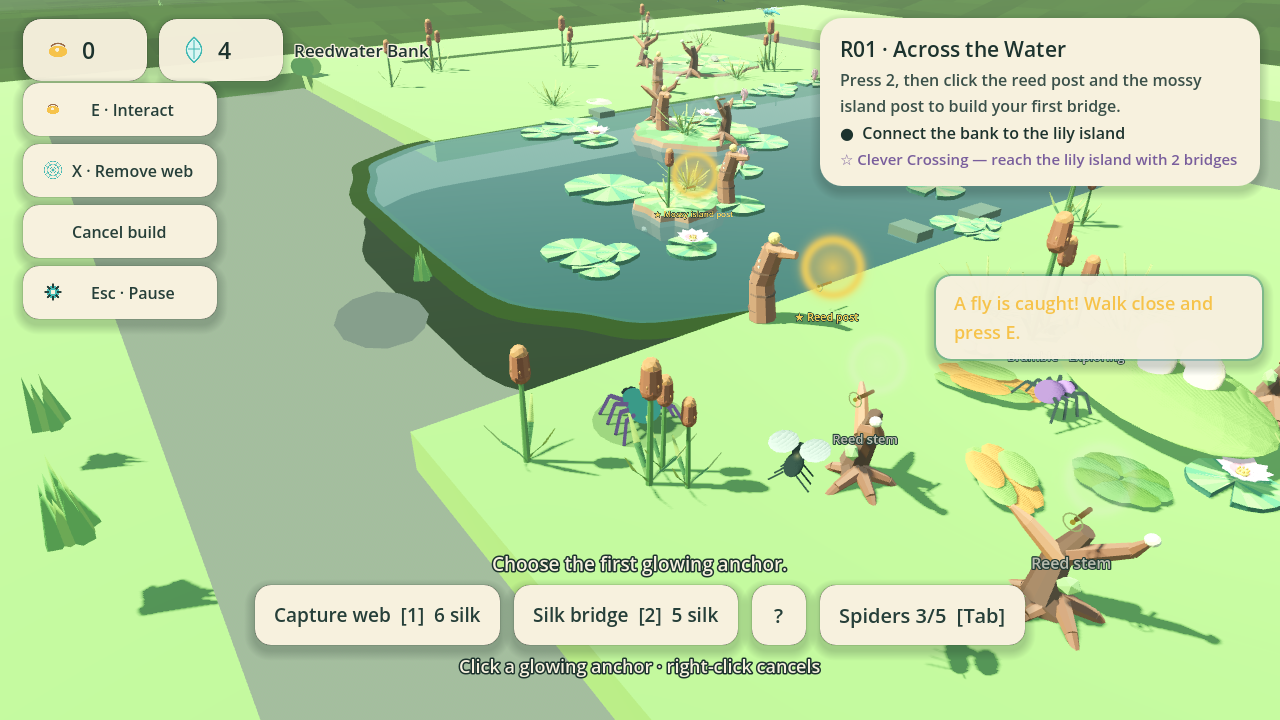 0
4
Reedwater Bank
E · Interact
X · Remove web
Cancel build
Esc · Pause
R01 · Across the Water
Press 2, then click the reed post and the mossy
island post to build your first bridge.
● Connect the bank to the lily island
☆ Clever Crossing — reach the lily island with 2 bridges
★ Mossy island post
★ Reed post
A fly is caught! Walk close and
press E.
Reed stem
Reed stem
Choose the first glowing anchor.
Capture web [1] 6 silk
Silk bridge [2] 5 silk
?
Spiders 3/5 [Tab]
Click a glowing anchor · right-click cancels